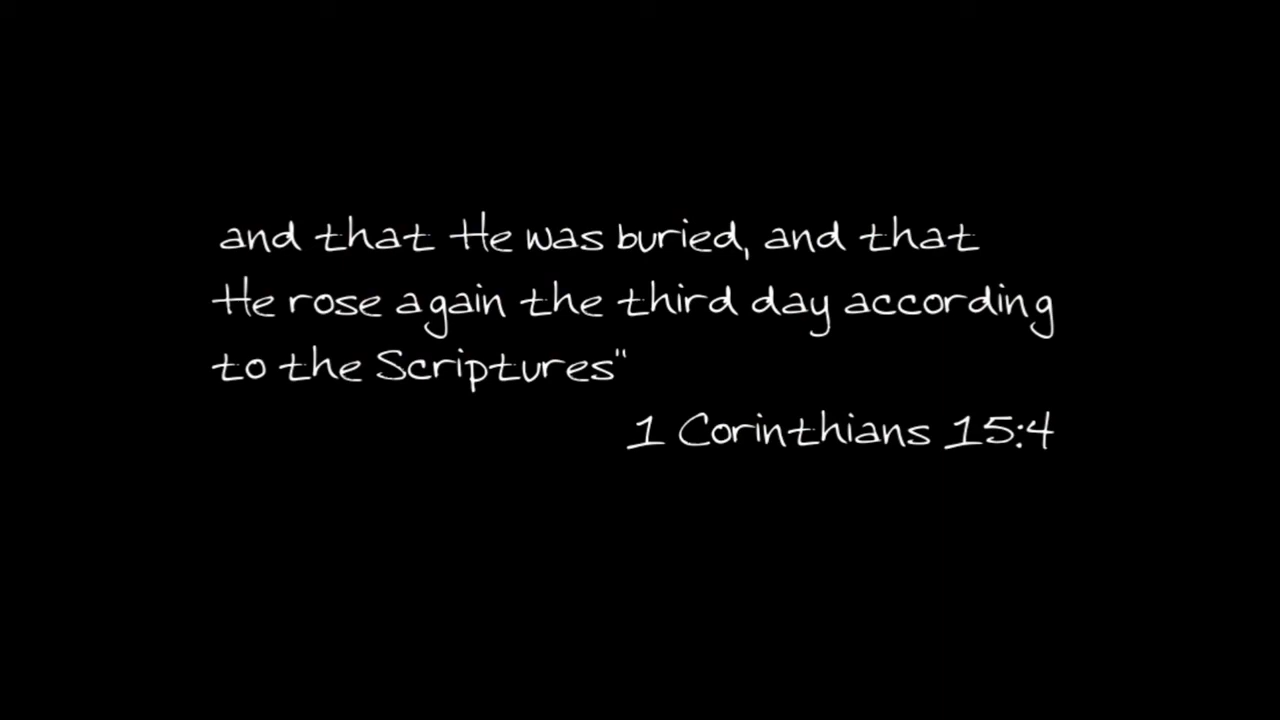 and that He was buried, and that
He rose again the third day according
to the Scriptures"
1 Corinthians 15:4